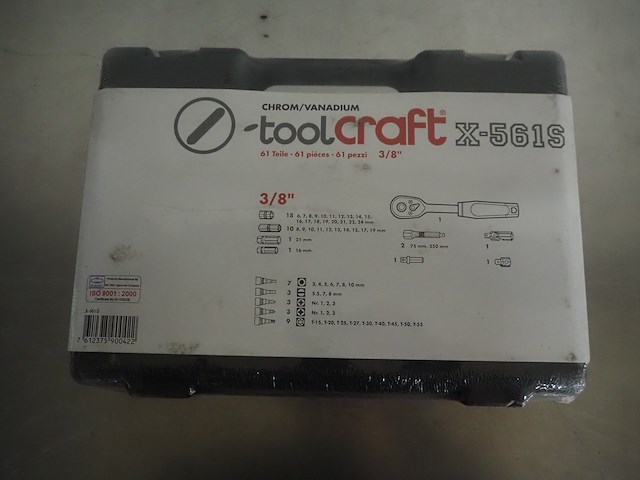 CHROM/VANADIUM
toolcraft® X-561S
61 Teile - 61 pièces - 61 pezzi 3/8"
3/8"
18 6, 7, 8, 9, 10, 11, 12, 13, 14, 15,
16, 17, 18, 19, 20, 21, 22, 24 mm
10 8, 9, 10, 11, 12, 13, 14, 15, 17, 19 mm
1 21 mm
1 16 mm
1
2 75 mm, 250 mm
1
1
1
7 3, 4, 5, 6, 7, 8, 10 mm
3 5.5, 7, 8 mm
3 Nr. 1, 2, 3
3 Nr. 1, 2, 3
9 T-15, T-20, T-25, T-27, T-30, T-40, T-45, T-50, T-55
ISO 9001 : 2000
X-561S
7 612375 900422